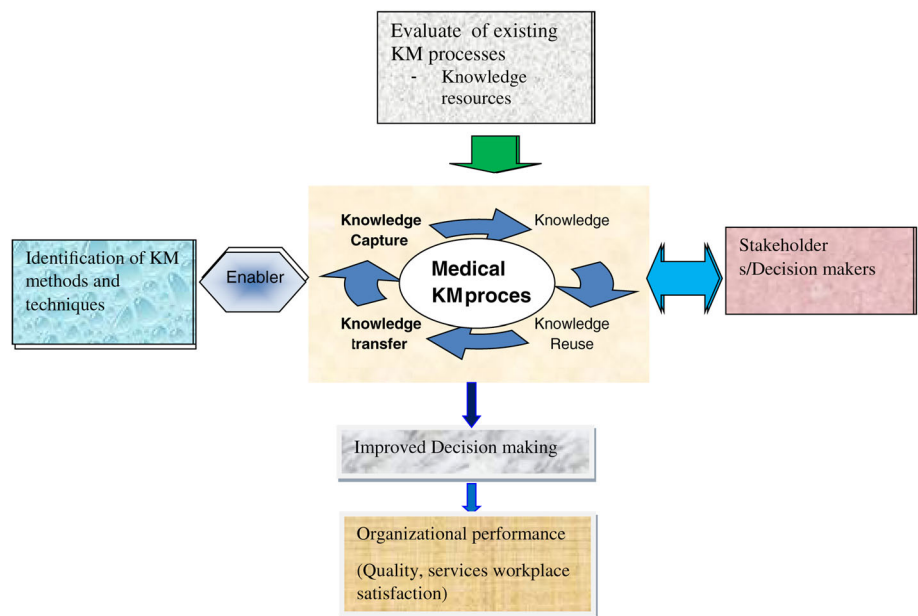 Evaluate of existing
KM processes
- Knowledge
resources
Knowledge
Capture
Knowledge
Identification of KM
methods and
techniques
Enabler
Medical
KMproces
Stakeholder
s/Decision makers
Knowledge
transfer
Knowledge
Reuse
Improved Decision making
Organizational performance
(Quality, services workplace
satisfaction)